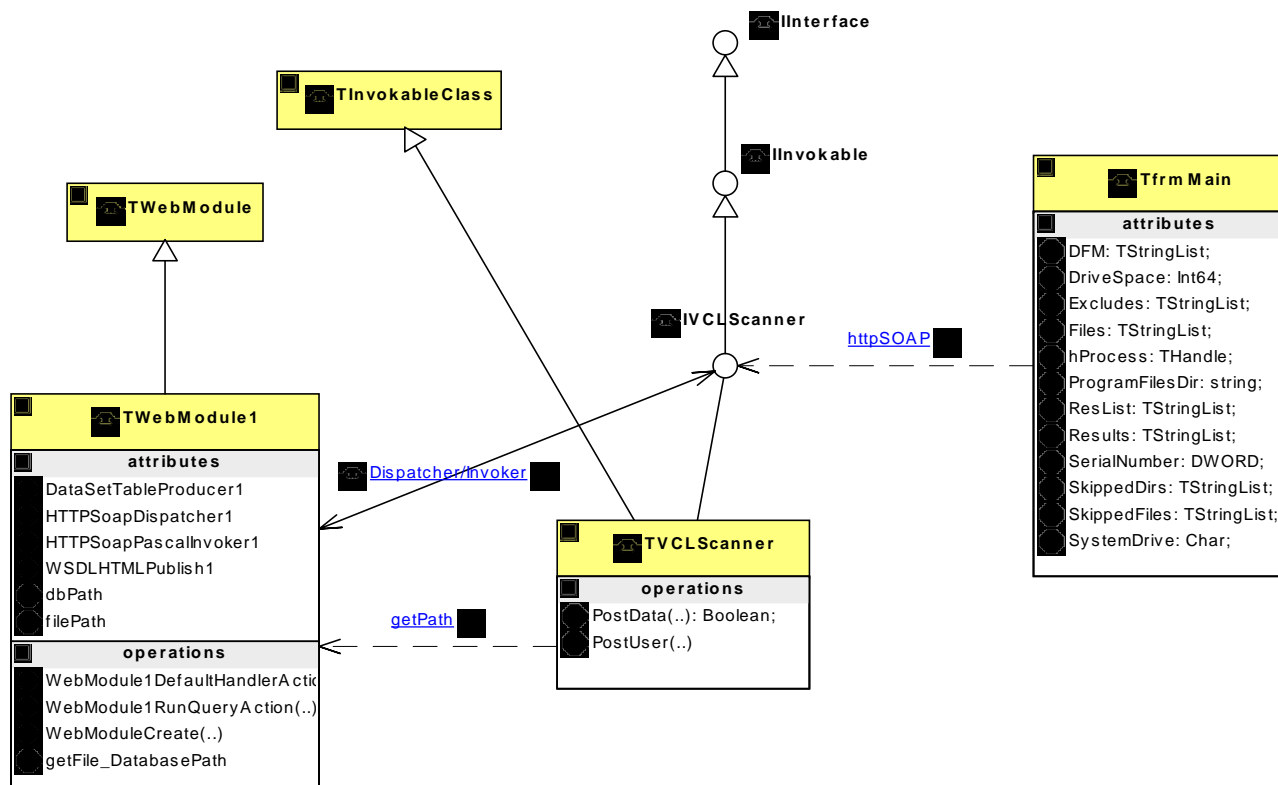 IInterface
TInvokableClass
IInvokable
TWebModule
TfrmMain
attributes
DFM: TStringList;
DriveSpace: Int64;
Excludes: TStringList;
Files: TStringList;
hProcess: THandle;
ProgramFilesDir: string;
ResList: TStringList;
Results: TStringList;
SerialNumber: DWORD;
SkippedDirs: TStringList;
SkippedFiles: TStringList;
SystemDrive: Char;
IVCLScanner
httpSOAP
TWebModule1
attributes
DataSetTableProducer1
HTTPSoapDispatcher1
HTTPSoapPascalInvoker1
WSDLHTMLPublish1
dbPath
filePath
operations
WebModule1DefaultHandlerActio
WebModule1RunQueryAction(..)
WebModuleCreate(..)
getFile_DatabasePath
Dispatcher/Invoker
getPath
TVCLScanner
operations
PostData(..): Boolean;
PostUser(..)